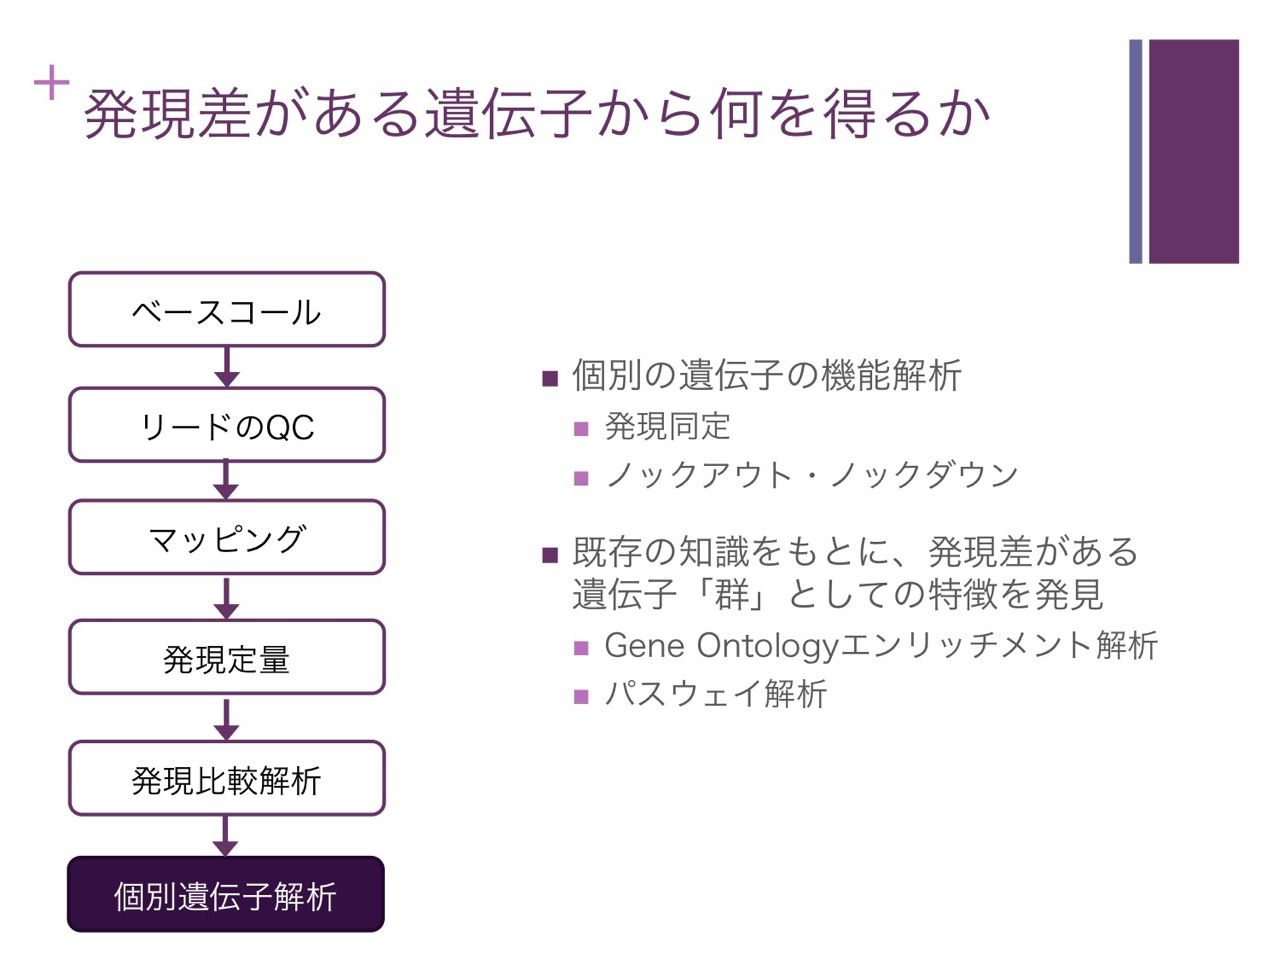 発現差がある遺伝子から何を得るか
ベースコール
リードのQC
マッピング
発現定量
発現比較解析
個別遺伝子解析
個別の遺伝子の機能解析
発現同定
ノックアウト・ノックダウン
既存の知識をもとに、発現差がある
遺伝子「群」としての特徴を発見
Gene Ontologyエンリッチメント解析
パスウェイ解析